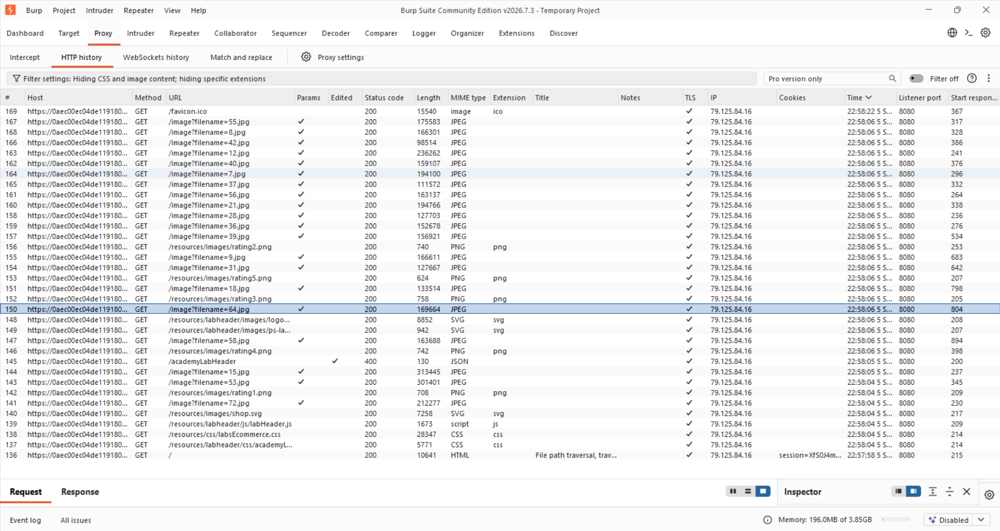 Burp Project Intruder Repeater View Help Burp Suite Community Edition v2026.7.3 - Temporary Project
Dashboard Target Proxy Intruder Repeater Collaborator Sequencer Decoder Comparer Logger Organizer Extensions Discover
Intercept HTTP history WebSockets history Match and replace Proxy settings
Filter settings: Hiding CSS and image content; hiding specific extensions Pro version only Filter off
# Host Method URL Params Edited Status code Length MIME type Extension Title Notes TLS IP Cookies Time Listener port Start respon...
169 https://0aec00ec04de119180... GET /favicon.ico 200 15540 image ico ✓ 79.125.84.16 22:58:22 5 S... 8080 367
167 https://0aec00ec04de119180... GET /image?filename=55.jpg ✓ 200 175583 JPEG ✓ 79.125.84.16 22:58:06 5 S... 8080 317
168 https://0aec00ec04de119180... GET /image?filename=8.jpg ✓ 200 166301 JPEG ✓ 79.125.84.16 22:58:06 5 S... 8080 328
166 https://0aec00ec04de119180... GET /image?filename=42.jpg ✓ 200 98514 JPEG ✓ 79.125.84.16 22:58:06 5 S... 8080 386
163 https://0aec00ec04de119180... GET /image?filename=12.jpg ✓ 200 236262 JPEG ✓ 79.125.84.16 22:58:06 5 S... 8080 241
162 https://0aec00ec04de119180... GET /image?filename=40.jpg ✓ 200 159107 JPEG ✓ 79.125.84.16 22:58:06 5 S... 8080 376
164 https://0aec00ec04de119180... GET /image?filename=7.jpg ✓ 200 194100 JPEG ✓ 79.125.84.16 22:58:06 5 S... 8080 296
165 https://0aec00ec04de119180... GET /image?filename=37.jpg ✓ 200 111572 JPEG ✓ 79.125.84.16 22:58:06 5 S... 8080 332
161 https://0aec00ec04de119180... GET /image?filename=56.jpg ✓ 200 163137 JPEG ✓ 79.125.84.16 22:58:06 5 S... 8080 264
160 https://0aec00ec04de119180... GET /image?filename=21.jpg ✓ 200 194766 JPEG ✓ 79.125.84.16 22:58:06 5 S... 8080 338
158 https://0aec00ec04de119180... GET /image?filename=28.jpg ✓ 200 127703 JPEG ✓ 79.125.84.16 22:58:06 5 S... 8080 236
159 https://0aec00ec04de119180... GET /image?filename=36.jpg ✓ 200 152678 JPEG ✓ 79.125.84.16 22:58:06 5 S... 8080 276
157 https://0aec00ec04de119180... GET /image?filename=39.jpg ✓ 200 156921 JPEG ✓ 79.125.84.16 22:58:06 5 S... 8080 534
156 https://0aec00ec04de119180... GET /resources/images/rating2.png 200 740 PNG png ✓ 79.125.84.16 22:58:06 5 S... 8080 253
155 https://0aec00ec04de119180... GET /image?filename=9.jpg ✓ 200 166611 JPEG ✓ 79.125.84.16 22:58:06 5 S... 8080 683
154 https://0aec00ec04de119180... GET /image?filename=31.jpg ✓ 200 127667 JPEG ✓ 79.125.84.16 22:58:06 5 S... 8080 642
153 https://0aec00ec04de119180... GET /resources/images/rating5.png 200 624 PNG png ✓ 79.125.84.16 22:58:06 5 S... 8080 207
151 https://0aec00ec04de119180... GET /image?filename=18.jpg ✓ 200 133514 JPEG ✓ 79.125.84.16 22:58:06 5 S... 8080 798
152 https://0aec00ec04de119180... GET /resources/images/rating3.png 200 758 PNG png ✓ 79.125.84.16 22:58:06 5 S... 8080 205
150 https://0aec00ec04de119180... GET /image?filename=64.jpg ✓ 200 169664 JPEG ✓ 79.125.84.16 22:58:06 5 S... 8080 804
148 https://0aec00ec04de119180... GET /resources/labheader/images/logo... 200 8852 SVG svg ✓ 79.125.84.16 22:58:06 5 S... 8080 208
149 https://0aec00ec04de119180... GET /resources/labheader/images/ps-la... 200 942 SVG svg ✓ 79.125.84.16 22:58:06 5 S... 8080 207
147 https://0aec00ec04de119180... GET /image?filename=58.jpg ✓ 200 163688 JPEG ✓ 79.125.84.16 22:58:06 5 S... 8080 894
146 https://0aec00ec04de119180... GET /resources/images/rating4.png 200 742 PNG png ✓ 79.125.84.16 22:58:06 5 S... 8080 398
145 https://0aec00ec04de119180... GET /academyLabHeader ✓ 400 130 JSON ✓ 79.125.84.16 22:58:05 5 S... 8080 200
144 https://0aec00ec04de119180... GET /image?filename=15.jpg ✓ 200 313445 JPEG ✓ 79.125.84.16 22:58:05 5 S... 8080 237
143 https://0aec00ec04de119180... GET /image?filename=53.jpg ✓ 200 301401 JPEG ✓ 79.125.84.16 22:58:04 5 S... 8080 345
142 https://0aec00ec04de119180... GET /resources/images/rating1.png 200 708 PNG png ✓ 79.125.84.16 22:58:04 5 S... 8080 209
141 https://0aec00ec04de119180... GET /image?filename=72.jpg ✓ 200 212277 JPEG ✓ 79.125.84.16 22:58:04 5 S... 8080 230
140 https://0aec00ec04de119180... GET /resources/images/shop.svg 200 7258 SVG svg ✓ 79.125.84.16 22:58:04 5 S... 8080 217
139 https://0aec00ec04de119180... GET /resources/labheader/js/labHeader.js 200 1673 script js ✓ 79.125.84.16 22:58:04 5 S... 8080 209
138 https://0aec00ec04de119180... GET /resources/css/labsEcommerce.css 200 28347 CSS css ✓ 79.125.84.16 22:58:04 5 S... 8080 214
137 https://0aec00ec04de119180... GET /resources/labheader/css/academyL... 200 5771 CSS css ✓ 79.125.84.16 22:58:04 5 S... 8080 214
136 https://0aec00ec04de119180... GET / 200 10641 HTML File path traversal, trav... ✓ 79.125.84.16 session=XfS0J4m... 22:57:58 5 S... 8080 215
Request Response Inspector
Event log All issues Memory: 196.0MB of 3.85GB Disabled